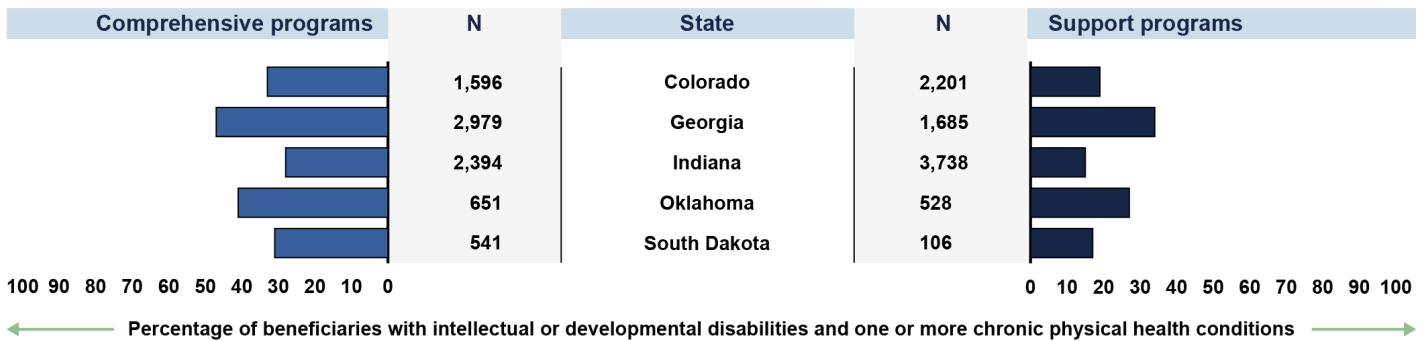 Comprehensive programs N State N Support programs
1,596 Colorado 2,201
2,979 Georgia 1,685
2,394 Indiana 3,738
651 Oklahoma 528
541 South Dakota 106
100 90 80 70 60 50 40 30 20 10 0 0 10 20 30 40 50 60 70 80 90 100
Percentage of beneficiaries with intellectual or developmental disabilities and one or more chronic physical health conditions